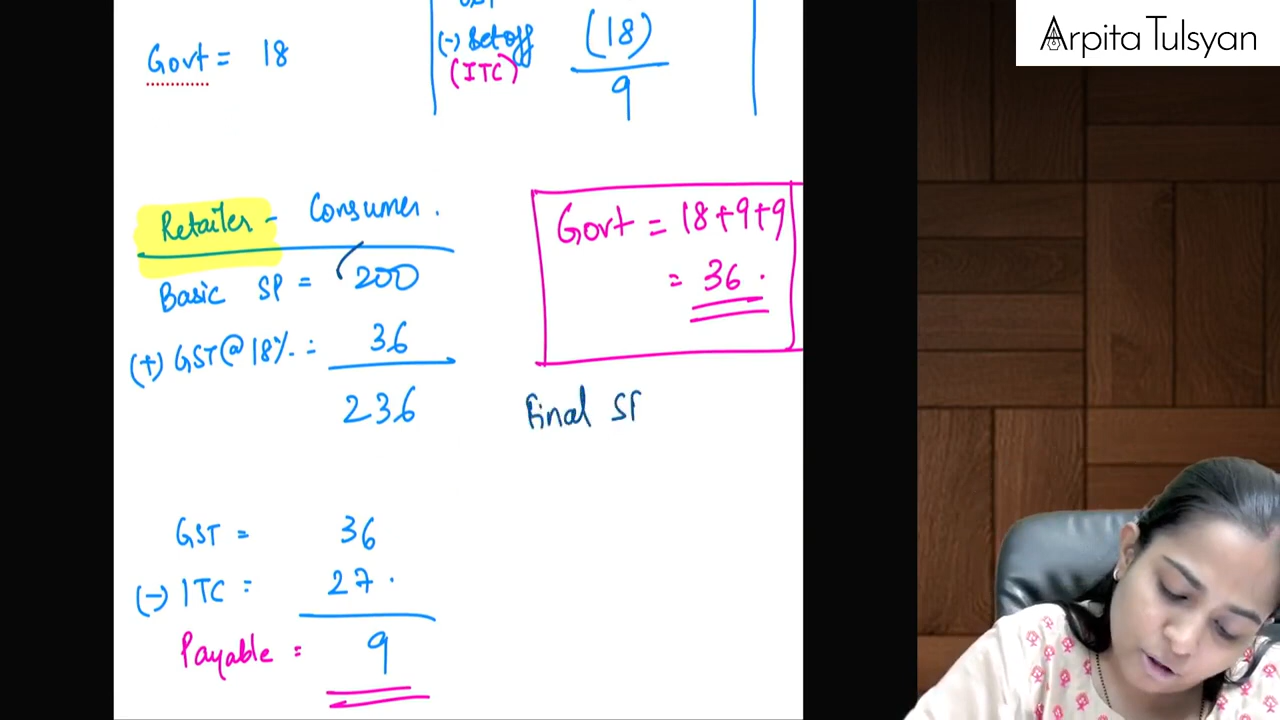 Arpita Tulsyan
GST
(-) Setoff (18)
(ITC)
9
Govt = 18
Retailer - Consumer.
Basic SP = 200
(+) GST@18%. = 36
236
Govt = 18+9+9
= 36.
Final SP
GST = 36
(-) ITC = 27.
Payable = 9